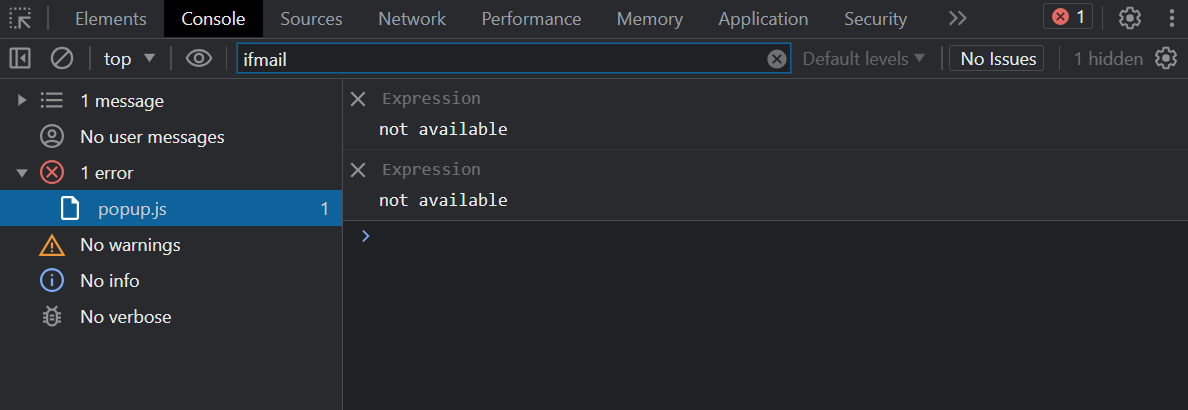 Elements Console Sources Network Performance Memory Application Security 1
top ifmail Default levels No Issues 1 hidden
1 message
No user messages
1 error
popup.js 1
No warnings
No info
No verbose
Expression
not available
Expression
not available